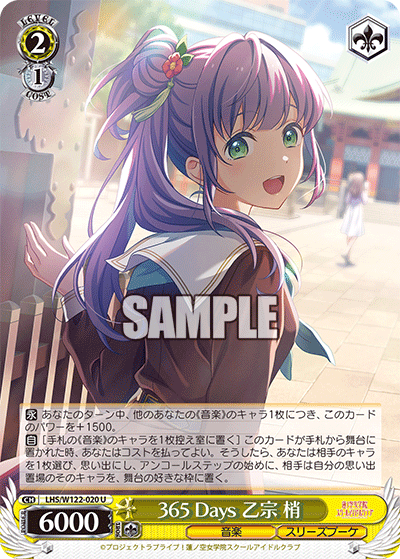 LEVEL
2
1
COST
SAMPLE
永 あなたのターン中、他のあなたの《音楽》のキャラ1枚につき、このカード
のパワーを+1500。
自 [手札の《音楽》のキャラを1枚控え室に置く] このカードが手札から舞台
に置かれた時、あなたはコストを払ってよい。そうしたら、あなたは相手のキャラ
を1枚選び、思い出にし、アンコールステップの始めに、相手は自分の思い出
置場のそのキャラを、舞台の好きな枠に置く。
CH LHS/W122-020 U
365 Days 乙宗 梢
POWER 6000
SOUL
音楽
スリーズブーケ
©プロジェクトラブライブ！蓮ノ空女学院スクールアイドルクラブ